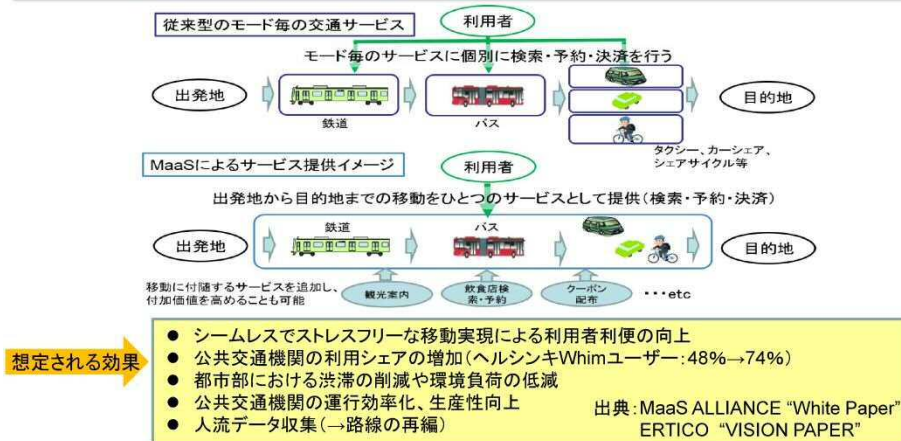 従来型のモード毎の交通サービス
利用者
モード毎のサービスに個別に検索・予約・決済を行う
出発地
鉄道
バス
タクシー、カーシェア、
シェアサイクル等
目的地
MaaSによるサービス提供イメージ
利用者
出発地から目的地までの移動をひとつのサービスとして提供(検索・予約・決済)
出発地
鉄道
バス
目的地
移動に付随するサービスを追加し、
付加価値を高めることも可能
観光案内
飲食店検
索・予約
クーポン
配布
・・・etc
想定される効果
● シームレスでストレスフリーな移動実現による利用者利便の向上
● 公共交通機関の利用シェアの増加(ヘルシンキWhimユーザー:48%→74%)
● 都市部における渋滞の削減や環境負荷の低減
● 公共交通機関の運行効率化、生産性向上
● 人流データ収集(→路線の再編)
出典:MaaS ALLIANCE “White Paper”
ERTICO “VISION PAPER”